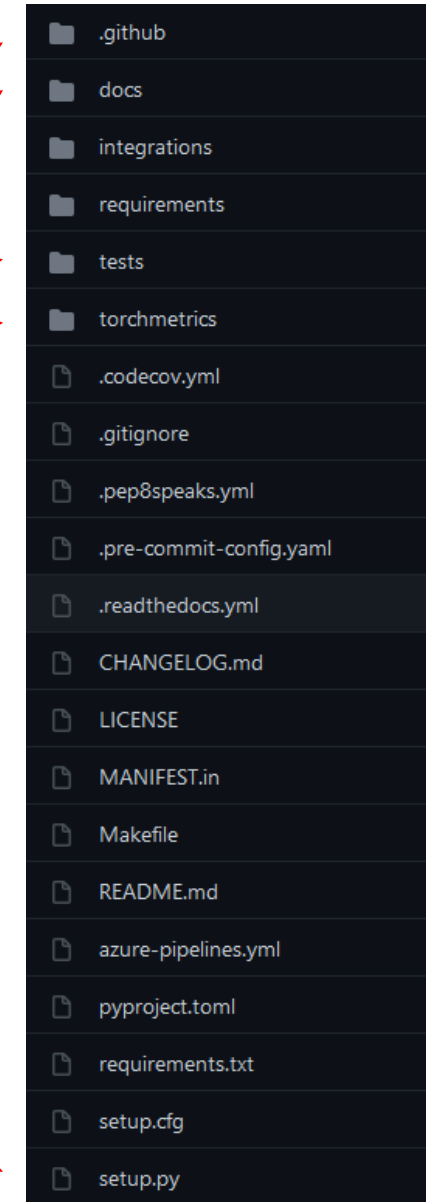 .github
docs
integrations
requirements
tests
torchmetrics
.codecov.yml
.gitignore
.pep8speaks.yml
.pre-commit-config.yaml
.readthedocs.yml
CHANGELOG.md
LICENSE
MANIFEST.in
Makefile
README.md
azure-pipelines.yml
pyproject.toml
requirements.txt
setup.cfg
setup.py